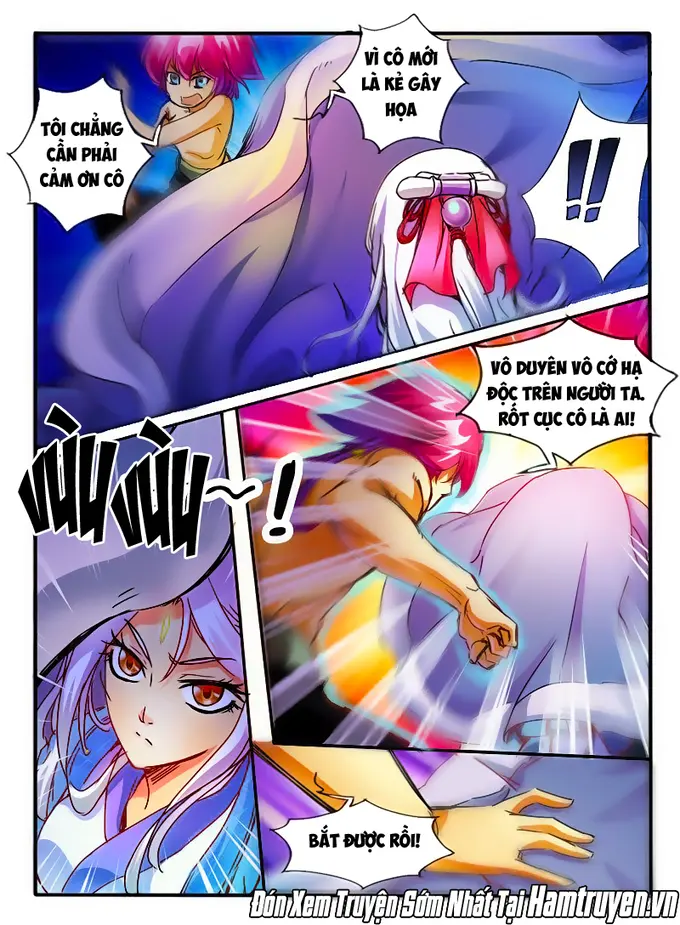 TÔI CHẲNG
CẦN PHẢI
CẢM ƠN CÔ
VÌ CÔ MỚI
LÀ KẺ GÂY
HỌA
!!
VÔ DUYÊN VÔ CỚ HẠ
ĐỘC TRÊN NGƯỜI TA.
RỐT CỤC CÔ LÀ AI!
VÙU VÙU~!
BẮT ĐƯỢC RỒI!
Đón Xem Truyện Sớm Nhất Tại Hamtruyen.vn